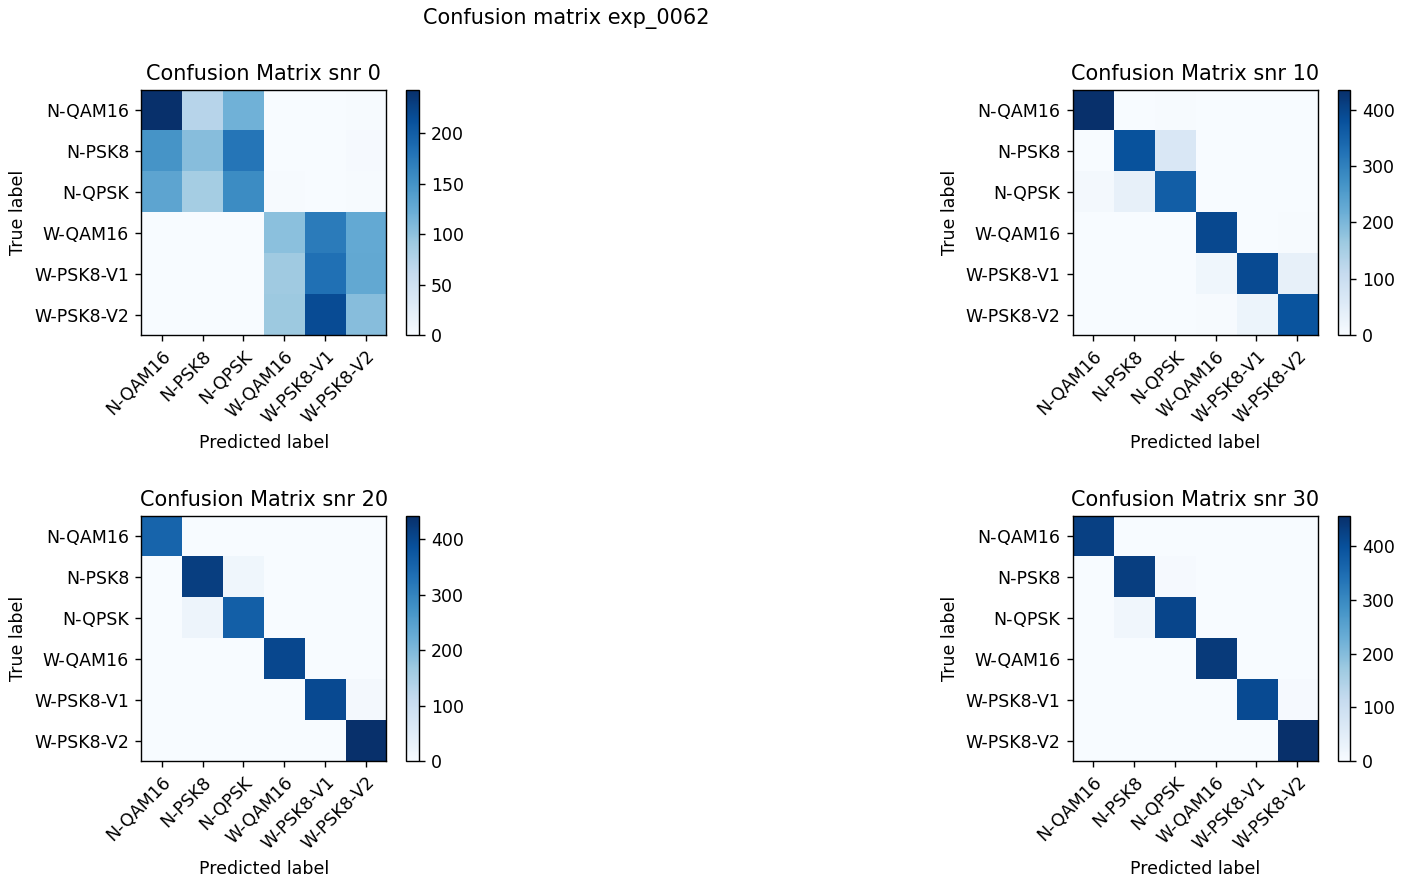 Confusion matrix exp_0062
Confusion Matrix snr 0
True label
N-QAM16
N-PSK8
N-QPSK
W-QAM16
W-PSK8-V1
W-PSK8-V2
200
150
100
50
0
N-QAM16
N-PSK8
N-QPSK
W-QAM16
W-PSK8-V1
W-PSK8-V2
Predicted label
Confusion Matrix snr 10
True label
N-QAM16
N-PSK8
N-QPSK
W-QAM16
W-PSK8-V1
W-PSK8-V2
400
300
200
100
0
N-QAM16
N-PSK8
N-QPSK
W-QAM16
W-PSK8-V1
W-PSK8-V2
Predicted label
Confusion Matrix snr 20
True label
N-QAM16
N-PSK8
N-QPSK
W-QAM16
W-PSK8-V1
W-PSK8-V2
400
300
200
100
0
N-QAM16
N-PSK8
N-QPSK
W-QAM16
W-PSK8-V1
W-PSK8-V2
Predicted label
Confusion Matrix snr 30
True label
N-QAM16
N-PSK8
N-QPSK
W-QAM16
W-PSK8-V1
W-PSK8-V2
400
300
200
100
0
N-QAM16
N-PSK8
N-QPSK
W-QAM16
W-PSK8-V1
W-PSK8-V2
Predicted label